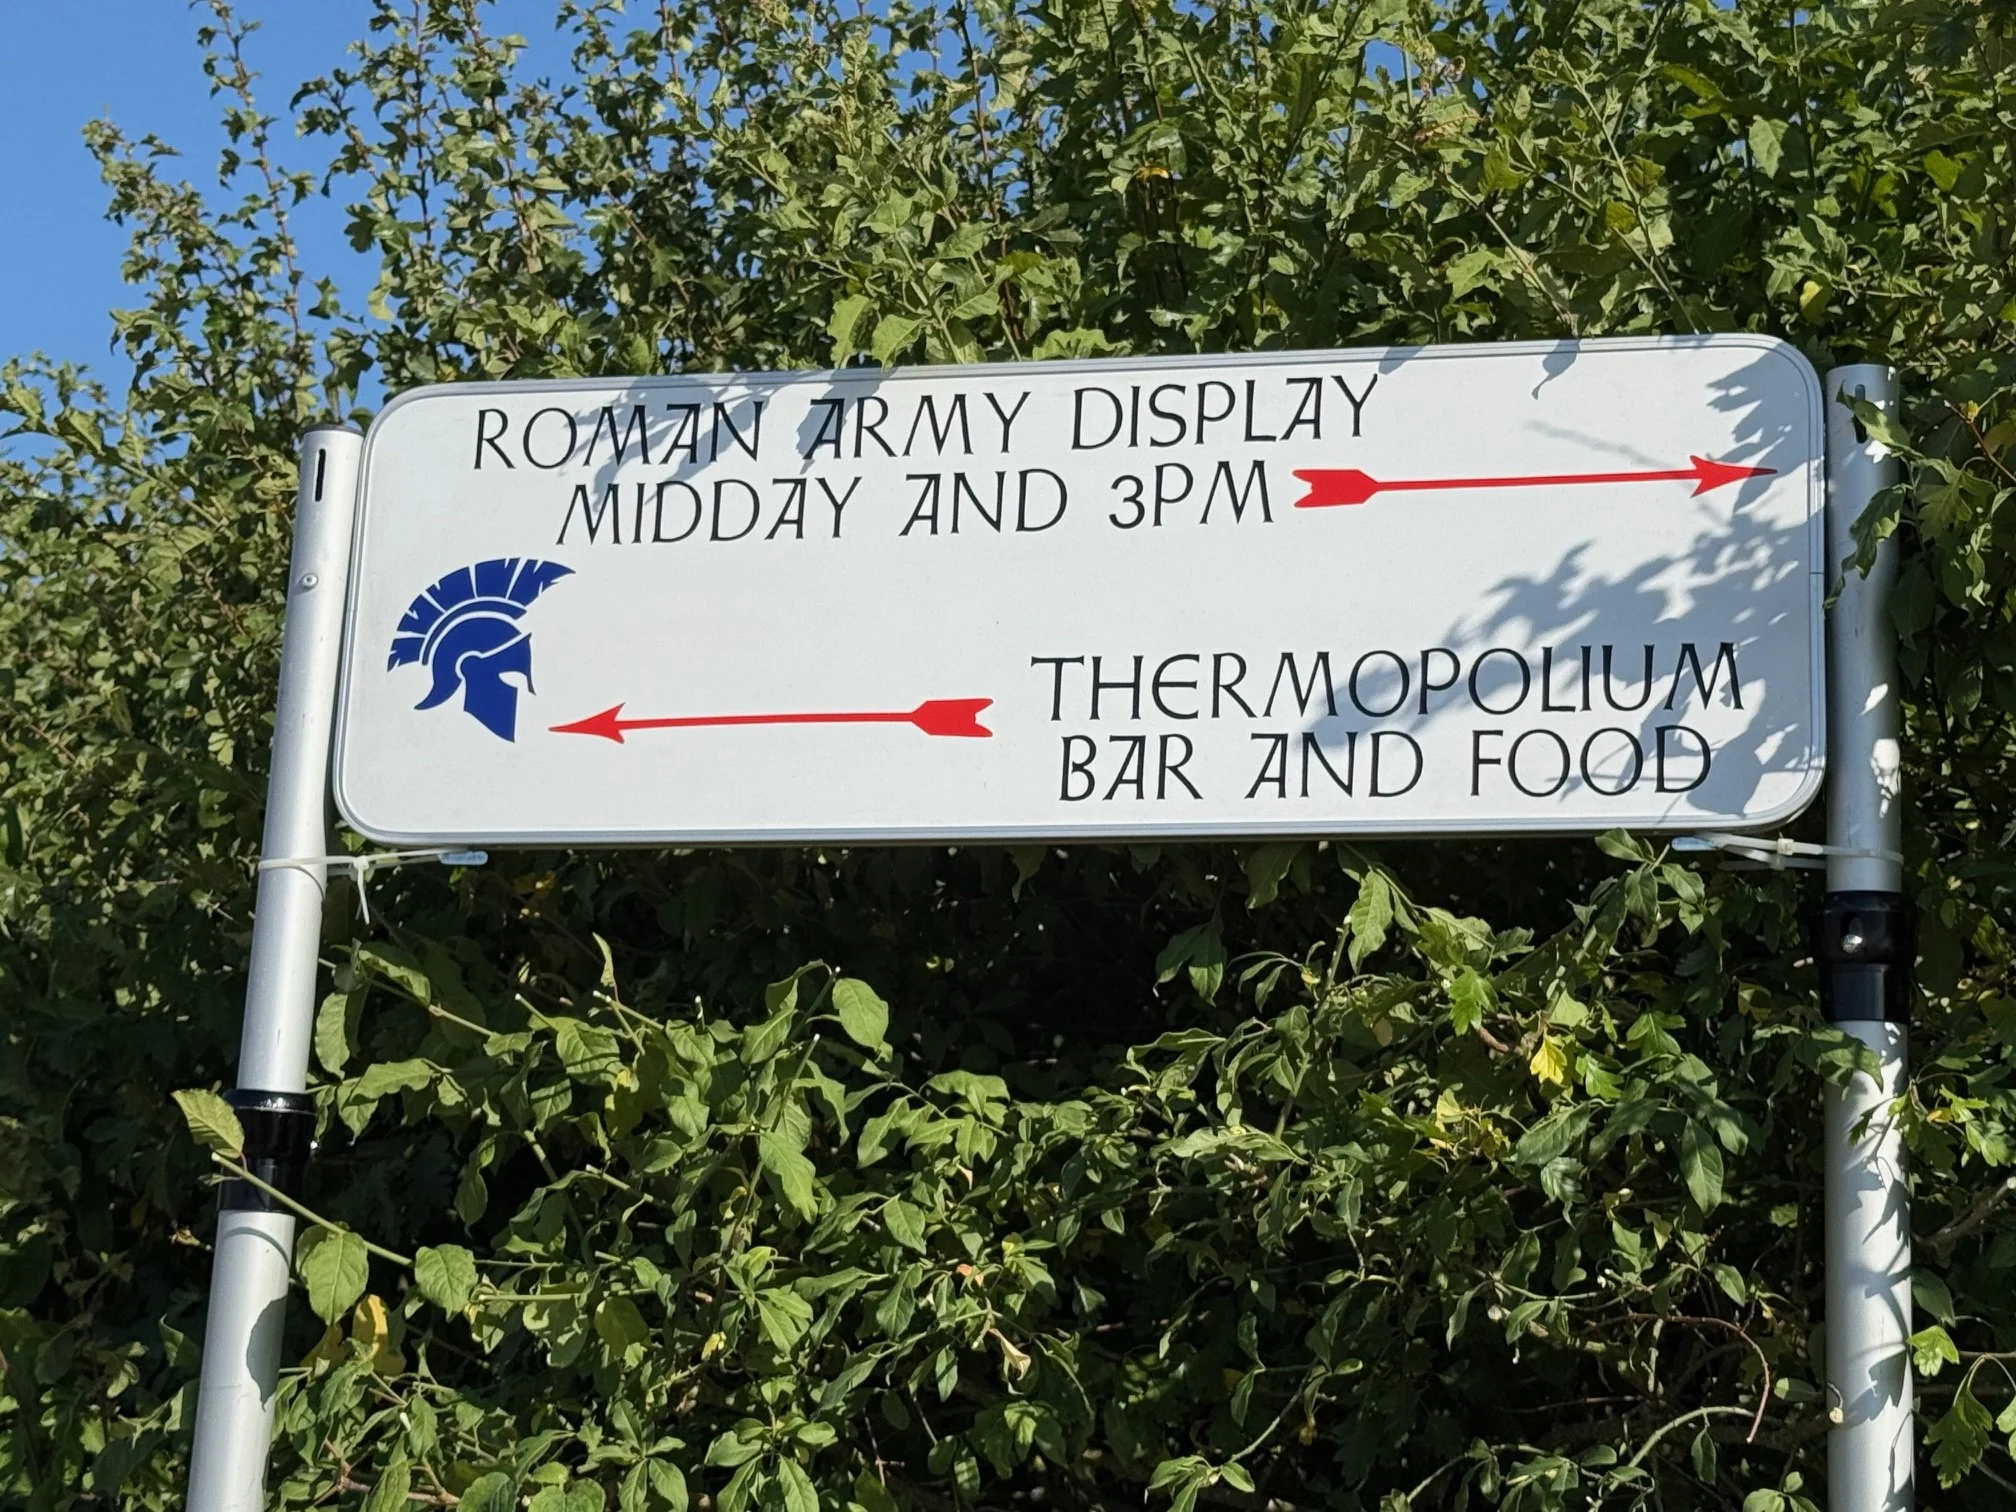 ROMAN ARMY DISPLAY
MIDDAY AND 3PM
THERMOPOLIUM
BAR AND FOOD